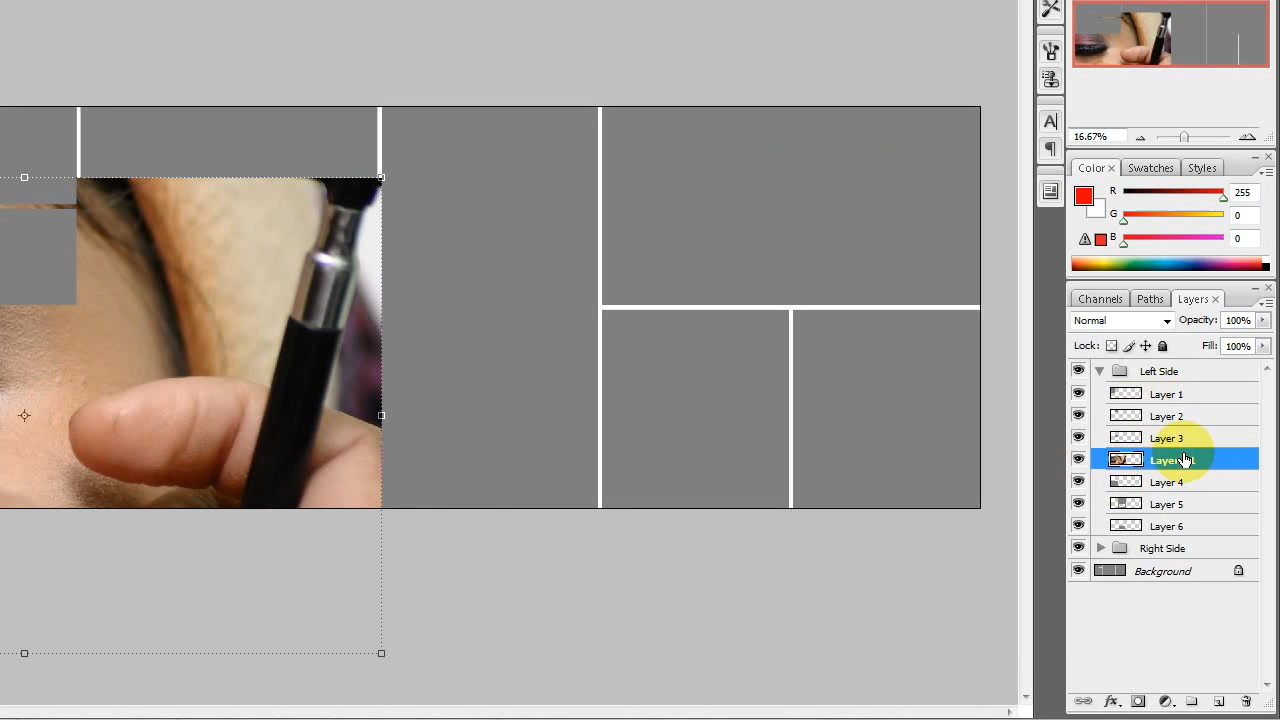 16.67%
Color × Swatches Styles
R 255
G 0
B 0
Channels Paths Layers ×
Normal Opacity: 100%
Lock: Fill: 100%
Left Side
Layer 1
Layer 2
Layer 3
Layer 4
Layer 5
Layer 6
Right Side
Background